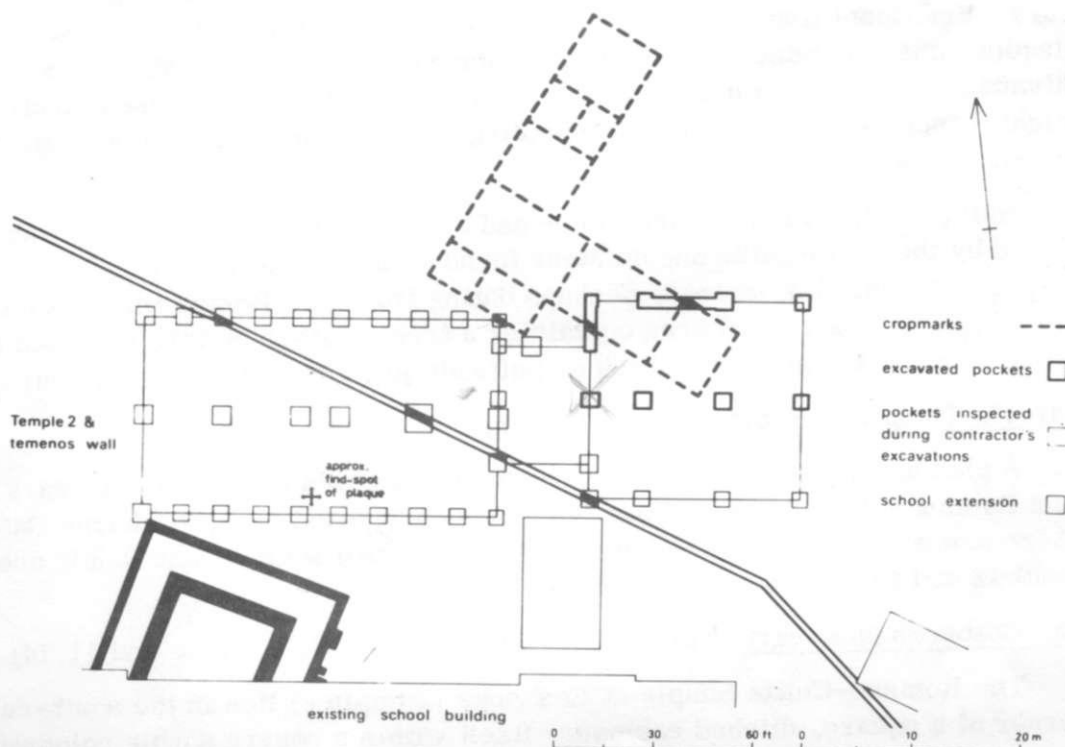 cropmarks
excavated pockets
pockets inspected
during contractor's
excavations
school extension
Temple 2 &
temenos wall
approx.
find-spot
of plaque
existing school building
0 30 60 ft 0 10 20 m